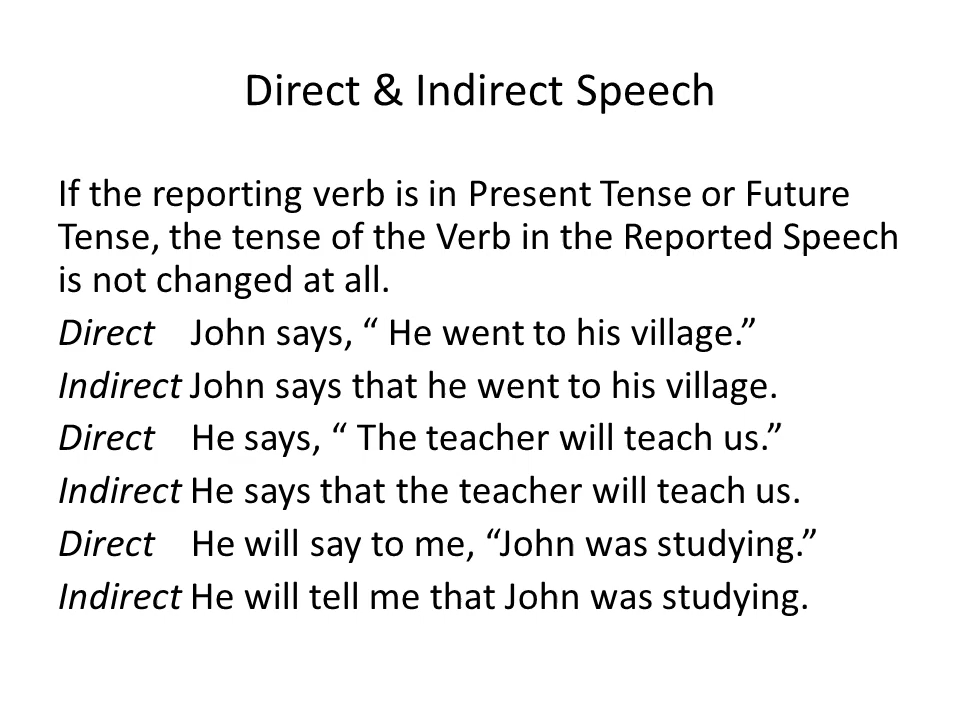 Direct & Indirect Speech
If the reporting verb is in Present Tense or Future
Tense, the tense of the Verb in the Reported Speech
is not changed at all.
Direct John says, “ He went to his village.”
Indirect John says that he went to his village.
Direct He says, “ The teacher will teach us.”
Indirect He says that the teacher will teach us.
Direct He will say to me, “John was studying.”
Indirect He will tell me that John was studying.